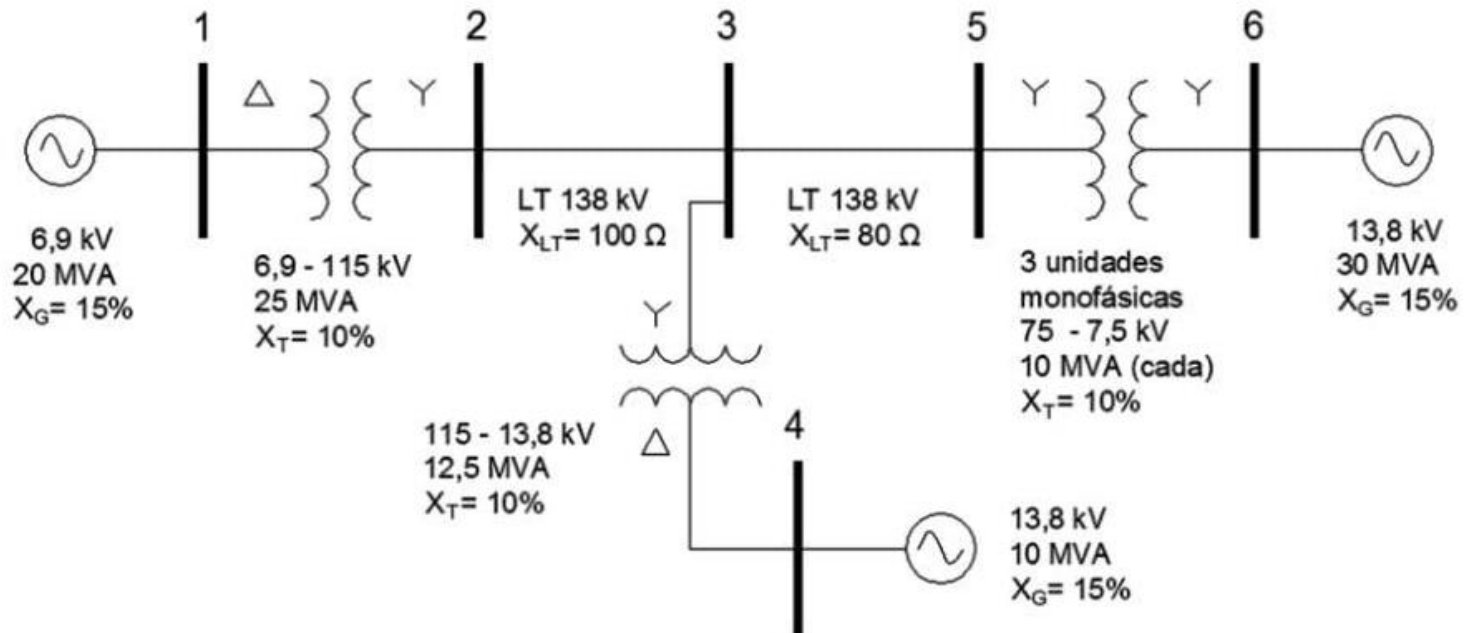 1
2
3
5
6
6,9 kV
20 MVA
X_G= 15%
6,9 - 115 kV
25 MVA
X_T= 10%
LT 138 kV
X_LT= 100 Ω
LT 138 kV
X_LT= 80 Ω
3 unidades
monofásicas
75 - 7,5 kV
10 MVA (cada)
X_T= 10%
13,8 kV
30 MVA
X_G= 15%
115 - 13,8 kV
12,5 MVA
X_T= 10%
4
13,8 kV
10 MVA
X_G= 15%